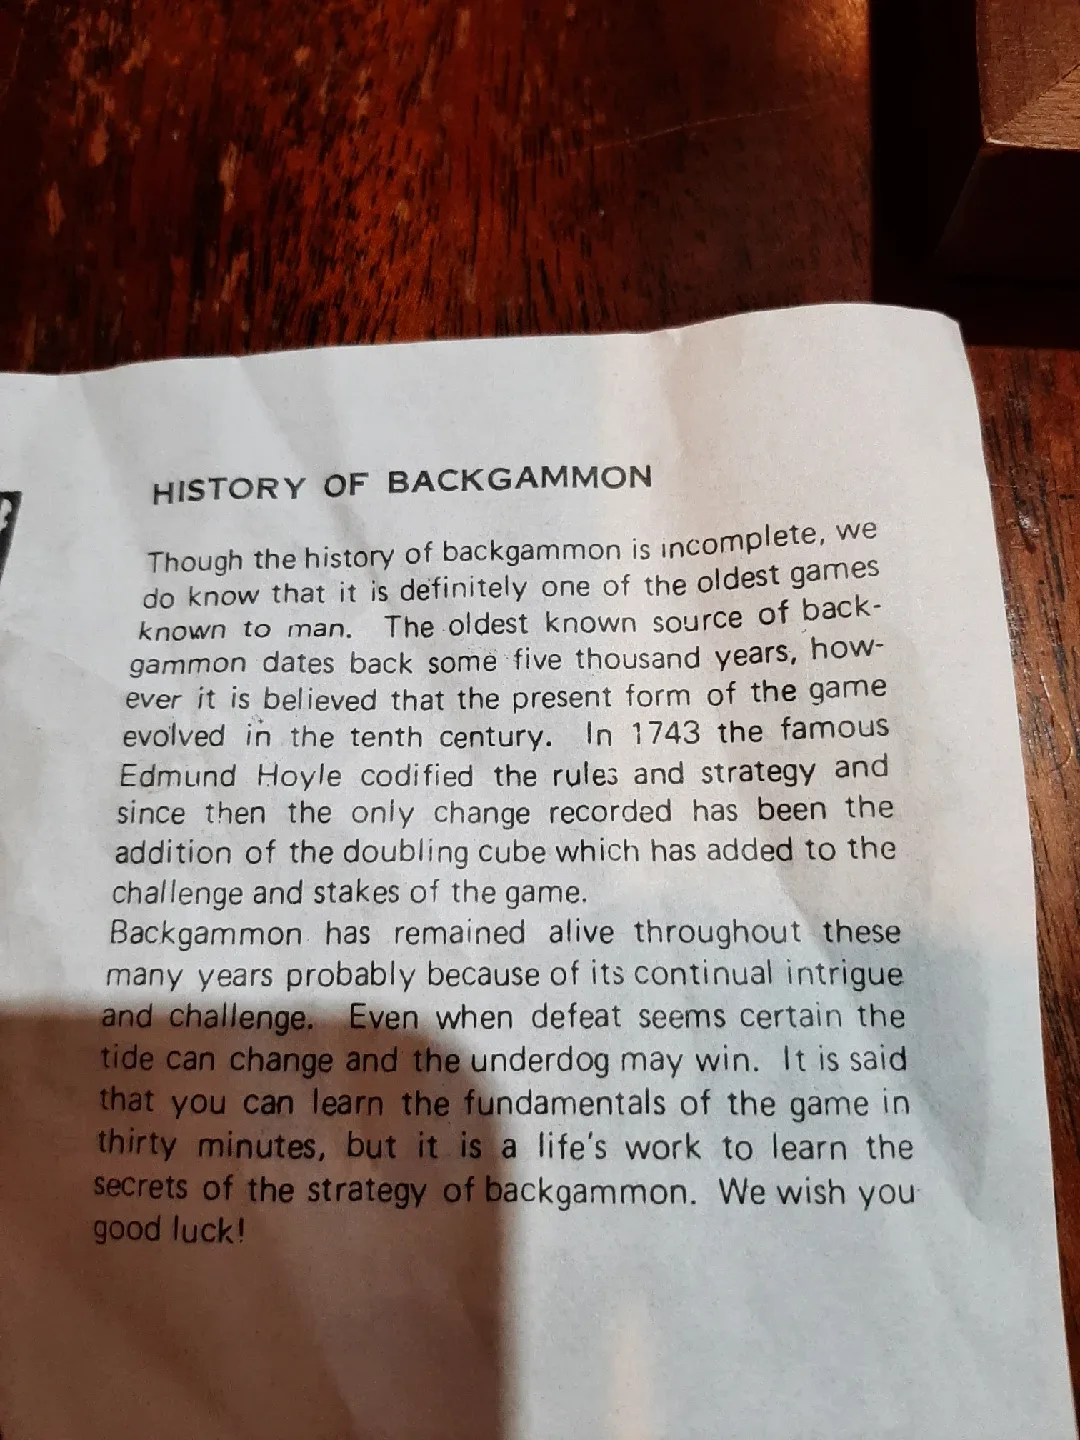 HISTORY OF BACKGAMMON
Though the history of backgammon is incomplete, we
do know that it is definitely one of the oldest games
known to man. The oldest known source of back-
gammon dates back some five thousand years, how-
ever it is believed that the present form of the game
evolved in the tenth century. In 1743 the famous
Edmund Hoyle codified the rules and strategy and
since then the only change recorded has been the
addition of the doubling cube which has added to the
challenge and stakes of the game.
Backgammon has remained alive throughout these
many years probably because of its continual intrigue
and challenge. Even when defeat seems certain the
tide can change and the underdog may win. It is said
that you can learn the fundamentals of the game in
thirty minutes, but it is a life's work to learn the
secrets of the strategy of backgammon. We wish you
good luck!